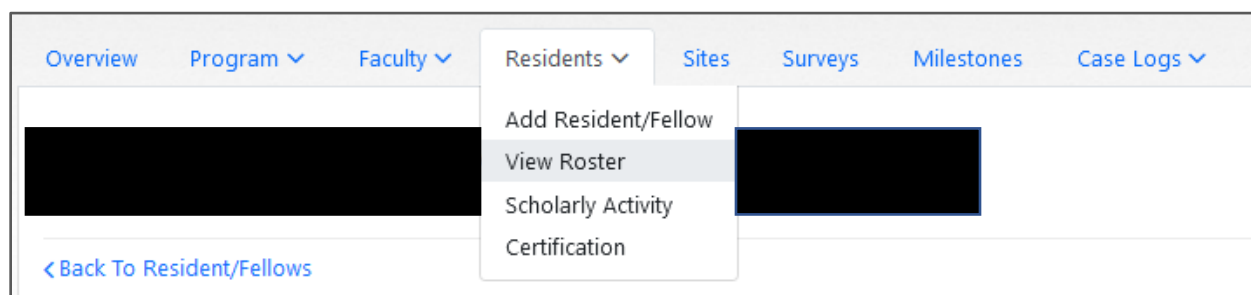 Overview Program Faculty Residents Sites Surveys Milestones Case Logs
Add Resident/Fellow
View Roster
Scholarly Activity
Certification
Back To Resident/Fellows